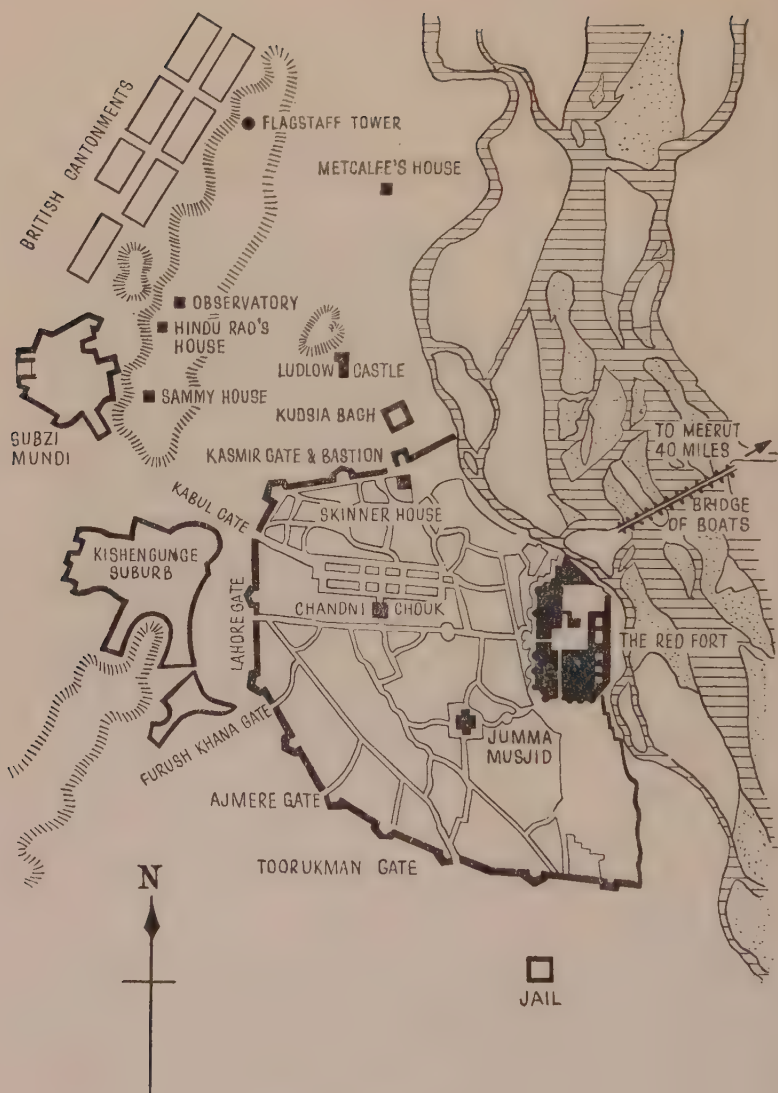 BRITISH CANTONMENTS
FLAGSTAFF TOWER
METCALFE'S HOUSE
OBSERVATORY
HINDU RAO'S
HOUSE
LUDLOW CASTLE
SAMMY HOUSE
KUDSIA BAGH
SUBZI
MUNDI
TO MEERUT
40 MILES
KASMIR GATE & BASTION
KABUL GATE
SKINNER HOUSE
BRIDGE
OF BOATS
KISHENGUNGE
SUBURB
LAHORE GATE
CHANDNI CHOUK
THE RED FORT
FURUSH KHANA GATE
JUMMA
MUSJID
AJMERE GATE
TOORUKMAN GATE
N
JAIL